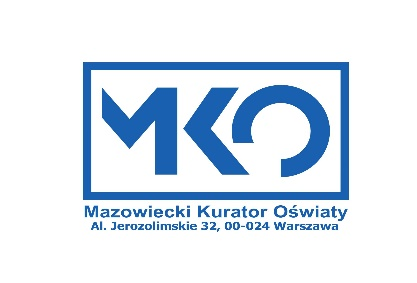 MKO
Mazowiecki Kurator Oświaty
Al. Jerozolimskie 32, 00-024 Warszawa